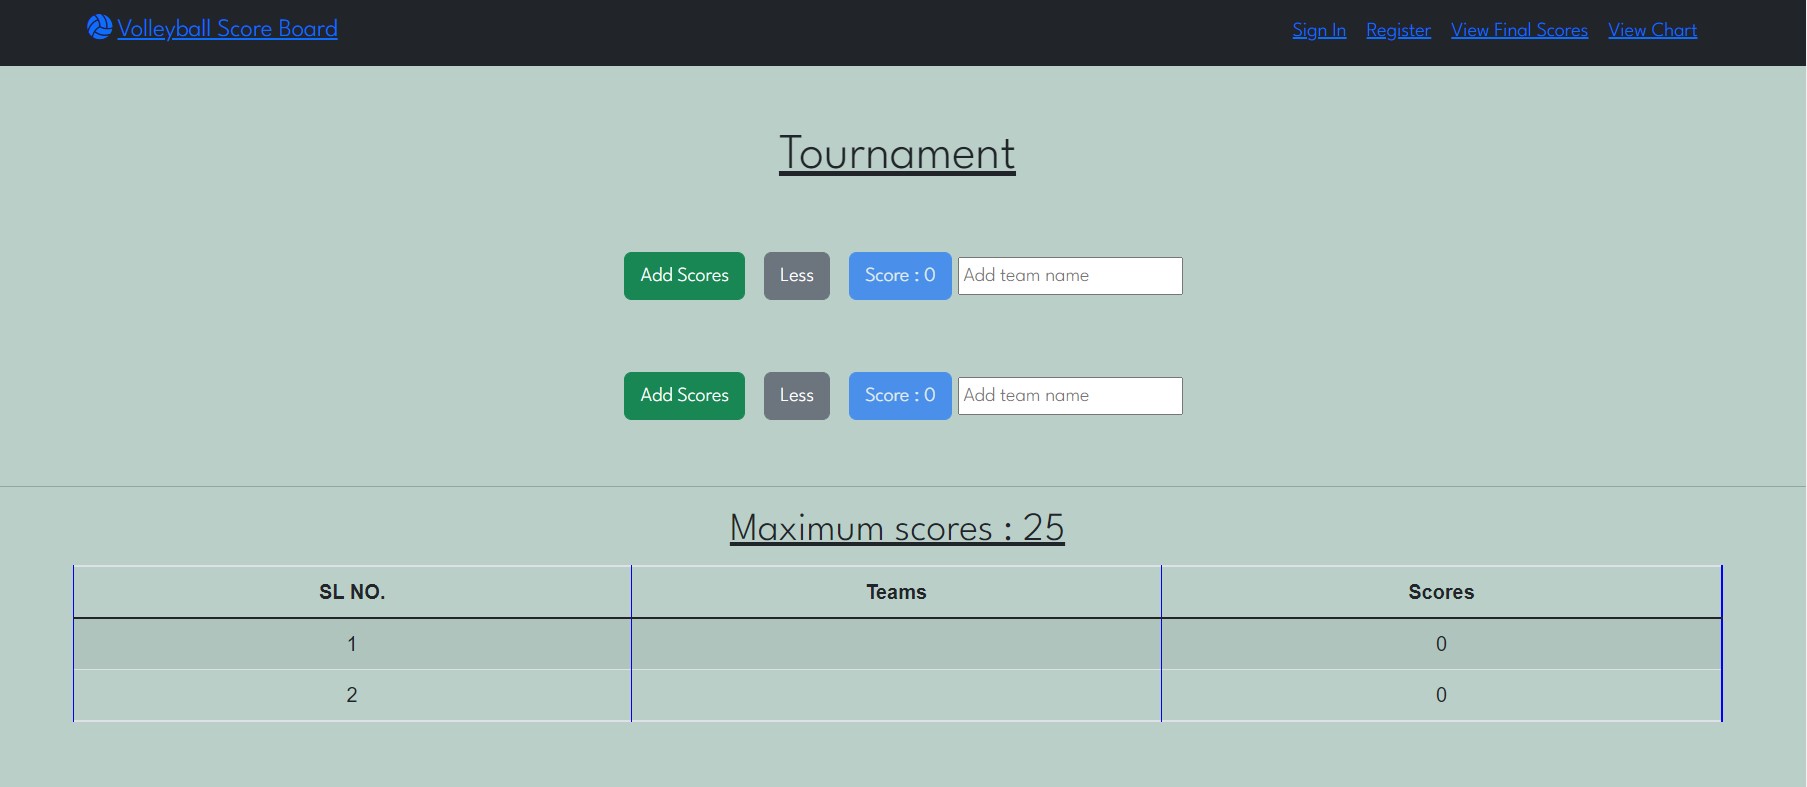 Volleyball Score Board Sign In Register View Final Scores View Chart
Tournament
Add Scores Less Score : 0 Add team name
Add Scores Less Score : 0 Add team name
Maximum scores : 25
SL NO. Teams Scores
1 0
2 0